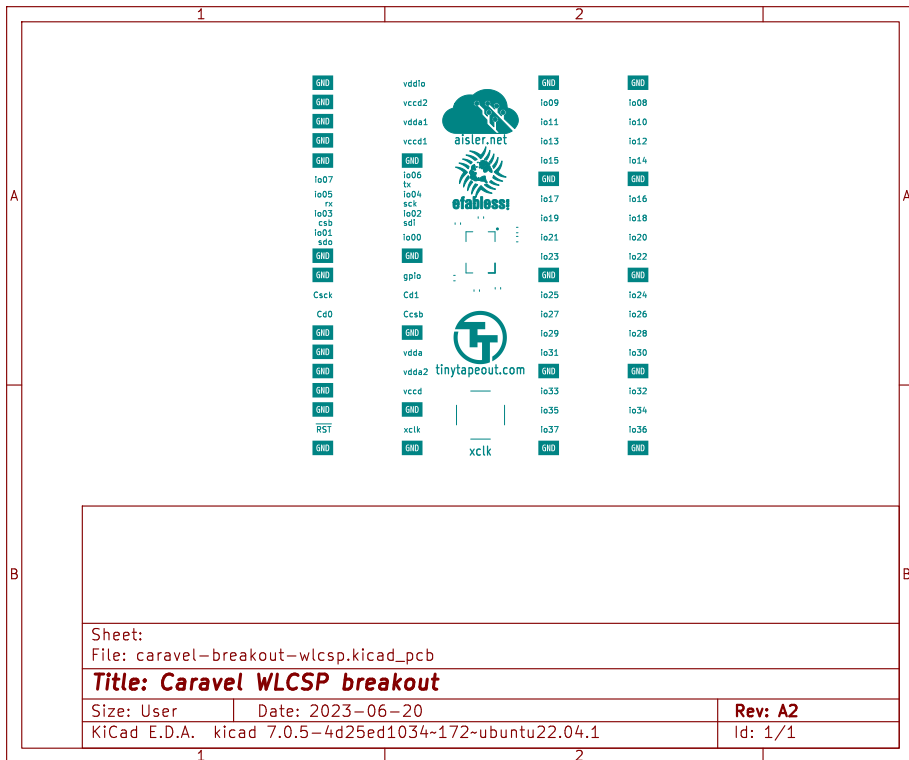 1 2
GND vddio GND GND
GND vccd2 io09 io08
GND vdda1 io11 io10
GND vccd1 aisler.net io13 io12
GND GND io15 io14
io07 io06 tx GND GND
io05 rx io04 sck efabless! io17 io16
io03 csb io02 sdi io19 io18
io01 sdo io00 io21 io20
GND GND io23 io22
GND gpio GND GND
Csck Cd1 io25 io24
Cd0 Ccsb io27 io26
GND GND TT io29 io28
GND vdda io31 io30
GND vdda2 tinytapeout.com GND GND
GND vccd io33 io32
GND GND io35 io34
RST xclk io37 io36
GND GND xclk GND GND
A A
B B
Sheet:
File: caravel-breakout-wlcsp.kicad_pcb
Title: Caravel WLCSP breakout
Size: User Date: 2023-06-20 Rev: A2
KiCad E.D.A. kicad 7.0.5-4d25ed1034~172~ubuntu22.04.1 Id: 1/1
1 2